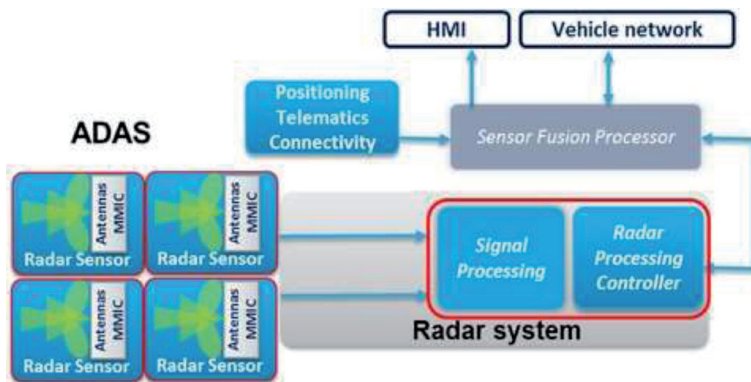 HMI
Vehicle network
Positioning
Telematics
Connectivity
Sensor Fusion Processor
ADAS
Antennas
MMIC
Radar Sensor
Antennas
MMIC
Radar Sensor
Antennas
MMIC
Radar Sensor
Antennas
MMIC
Radar Sensor
Signal
Processing
Radar
Processing
Controller
Radar system